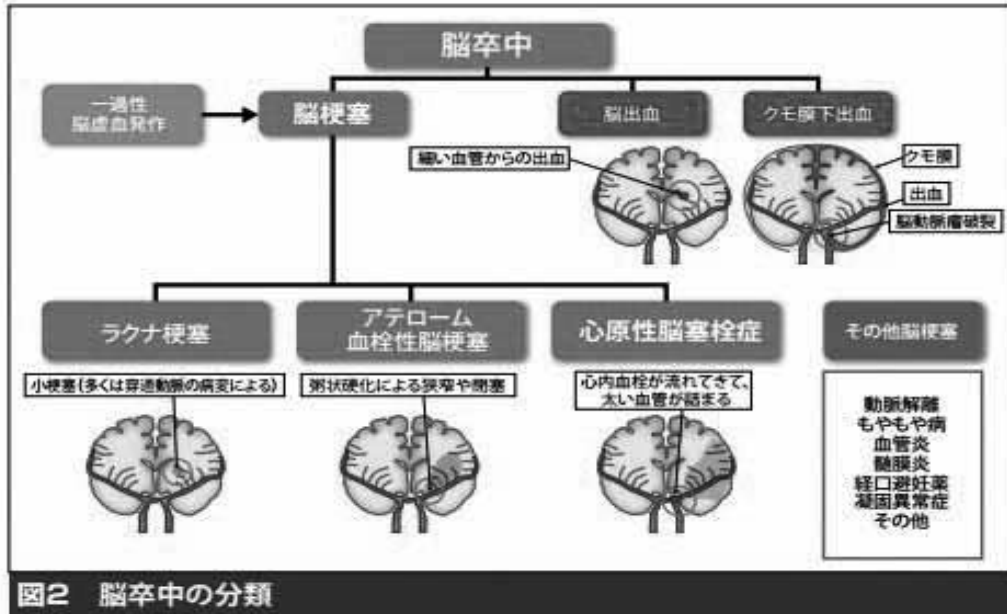 脳卒中
一過性
脳虚血発作
脳梗塞
脳出血
クモ膜下出血
細い血管からの出血
クモ膜
出血
脳動脈瘤破裂
ラクナ梗塞
アテローム
血栓性脳梗塞
心原性脳塞栓症
その他脳梗塞
小梗塞(多くは穿通動脈の病変による)
粥状硬化による狭窄や閉塞
心内血栓が流れてきて、
太い血管が詰まる
動脈解離
もやもや病
血管炎
髄膜炎
経口避妊薬
凝固異常症
その他
図2 脳卒中の分類